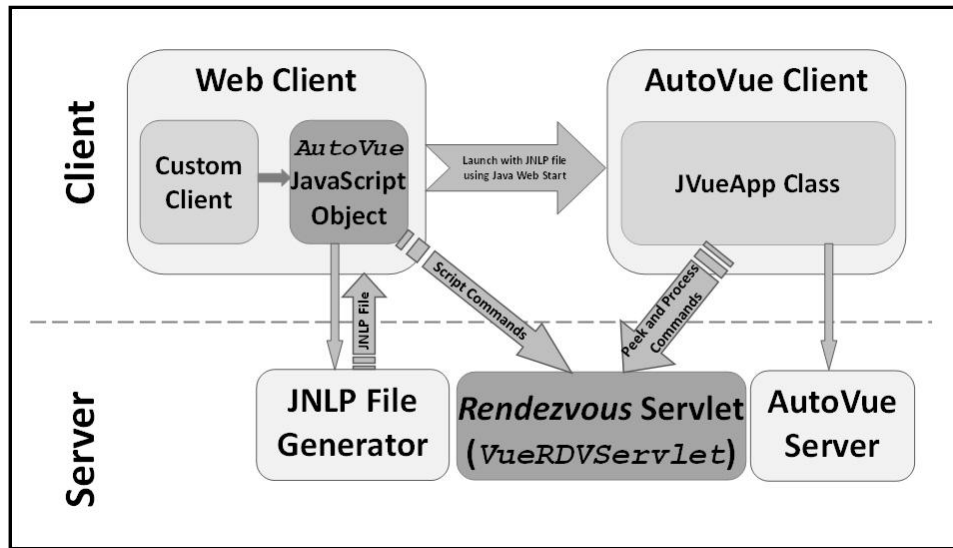 Client
Web Client
Custom
Client
AutoVue
JavaScript
Object
Launch with JNLP file
using Java Web Start
AutoVue Client
JVueApp Class
JNLP File
Script Commands
Peek and Process
Commands
Server
JNLP File
Generator
Rendezvous Servlet
(VueRDVServlet)
AutoVue
Server